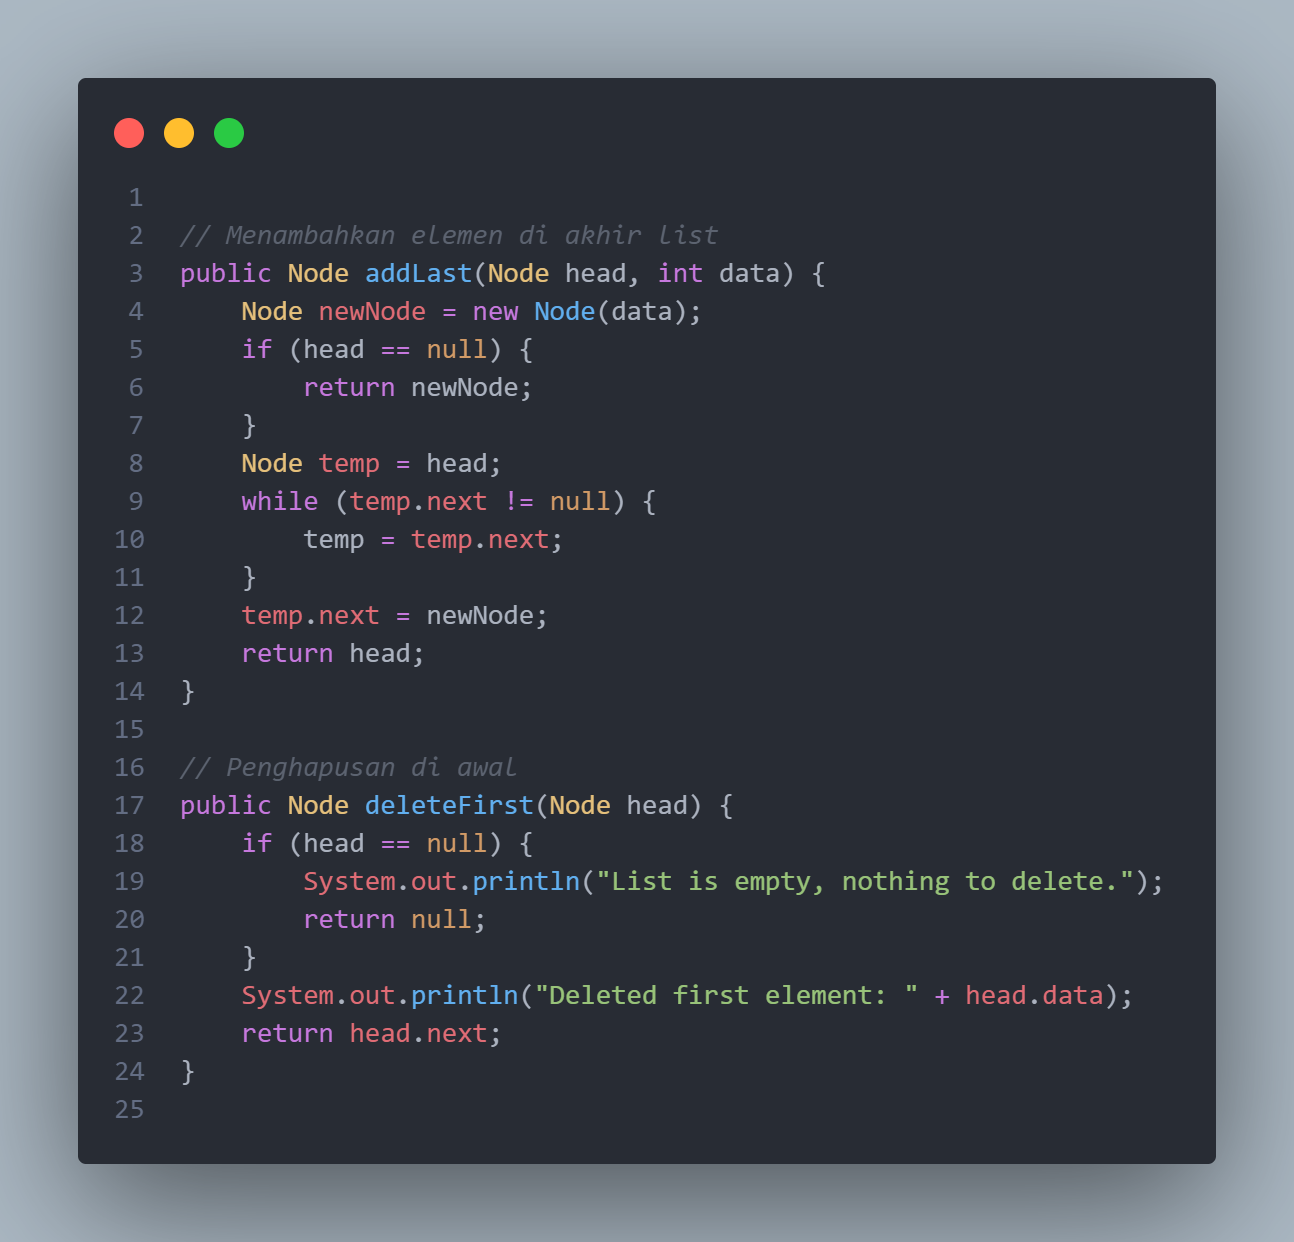 1
2 // Menambahkan elemen di akhir list
3 public Node addLast(Node head, int data) {
4     Node newNode = new Node(data);
5     if (head == null) {
6         return newNode;
7     }
8     Node temp = head;
9     while (temp.next != null) {
10         temp = temp.next;
11     }
12     temp.next = newNode;
13     return head;
14 }
15
16 // Penghapusan di awal
17 public Node deleteFirst(Node head) {
18     if (head == null) {
19         System.out.println("List is empty, nothing to delete.");
20         return null;
21     }
22     System.out.println("Deleted first element: " + head.data);
23     return head.next;
24 }
25